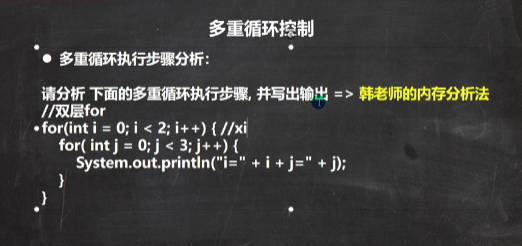 多重循环控制
● 多重循环执行步骤分析：
请分析 下面的多重循环执行步骤, 并写出输出 => 韩老师的内存分析法
//双层for
for(int i = 0; i < 2; i++) { //xi
for( int j = 0; j < 3; j++) {
System.out.println("i=" + i + j=" + j);
}
}